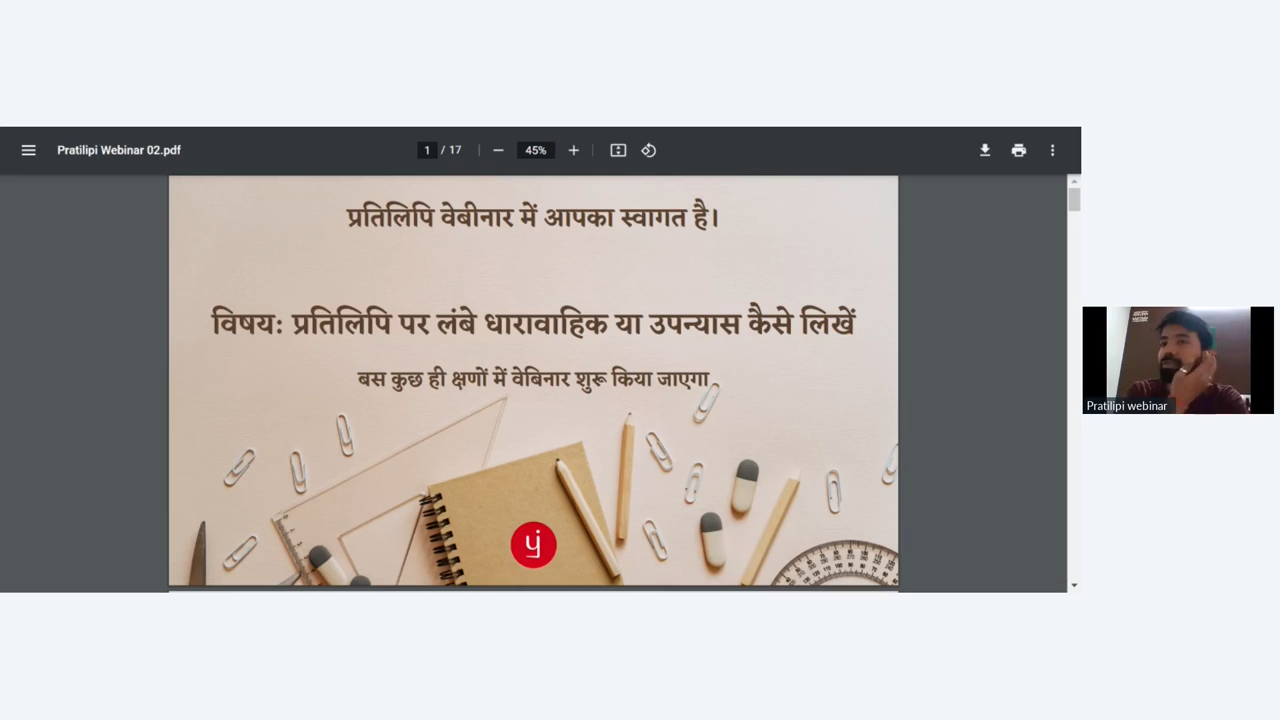 Pratilipi Webinar 02.pdf
1 / 17
45%
प्रतिलिपि वेबीनार में आपका स्वागत है।
विषय: प्रतिलिपि पर लंबे धारावाहिक या उपन्यास कैसे लिखें
बस कुछ ही क्षणों में वेबिनार शुरू किया जाएगा
Pratilipi webinar